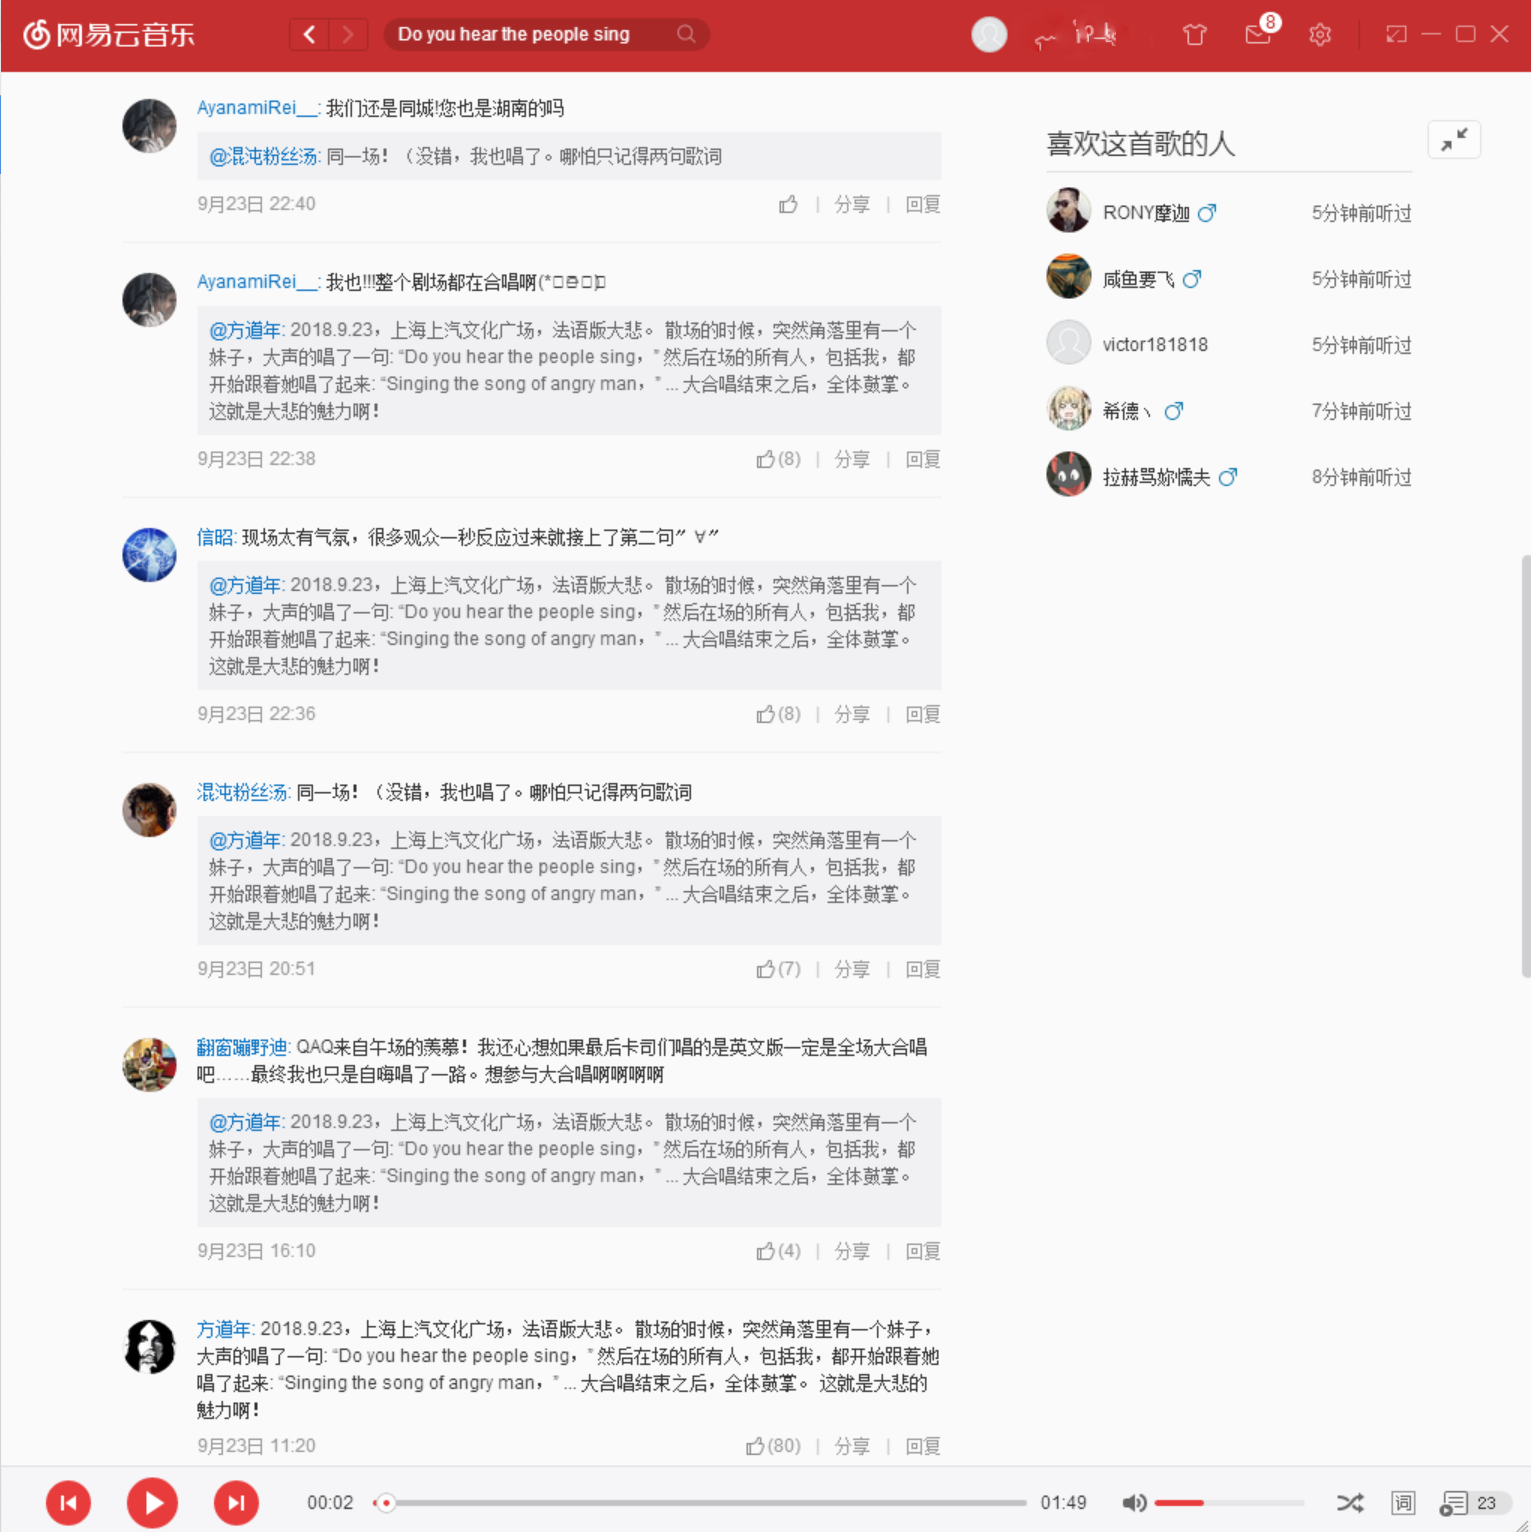 网易云音乐
Do you hear the people sing
8
AyanamiRei__: 我们还是同城!您也是湖南的吗
@混沌粉丝汤: 同一场！（没错，我也唱了。哪怕只记得两句歌词
9月23日 22:40
分享
回复
AyanamiRei__: 我也!!!整个剧场都在合唱啊
@方道年: 2018.9.23，上海上汽文化广场，法语版大悲。 散场的时候，突然角落里有一个
妹子，大声的唱了一句: “Do you hear the people sing，” 然后在场的所有人，包括我，都
开始跟着她唱了起来: “Singing the song of angry man，” ... 大合唱结束之后，全体鼓掌。
这就是大悲的魅力啊！
9月23日 22:38
(8)
分享
回复
信昭: 现场太有气氛，很多观众一秒反应过来就接上了第二句″ ∀″
@方道年: 2018.9.23，上海上汽文化广场，法语版大悲。 散场的时候，突然角落里有一个
妹子，大声的唱了一句: “Do you hear the people sing，” 然后在场的所有人，包括我，都
开始跟着她唱了起来: “Singing the song of angry man，” ... 大合唱结束之后，全体鼓掌。
这就是大悲的魅力啊！
9月23日 22:36
(8)
分享
回复
混沌粉丝汤: 同一场！（没错，我也唱了。哪怕只记得两句歌词
@方道年: 2018.9.23，上海上汽文化广场，法语版大悲。 散场的时候，突然角落里有一个
妹子，大声的唱了一句: “Do you hear the people sing，” 然后在场的所有人，包括我，都
开始跟着她唱了起来: “Singing the song of angry man，” ... 大合唱结束之后，全体鼓掌。
这就是大悲的魅力啊！
9月23日 20:51
(7)
分享
回复
翻窗蹦野迪: QAQ来自午场的羡慕！我还心想如果最后卡司们唱的是英文版一定是全场大合唱
吧……最终我也只是自嗨唱了一路。想参与大合唱啊啊啊啊
@方道年: 2018.9.23，上海上汽文化广场，法语版大悲。 散场的时候，突然角落里有一个
妹子，大声的唱了一句: “Do you hear the people sing，” 然后在场的所有人，包括我，都
开始跟着她唱了起来: “Singing the song of angry man，” ... 大合唱结束之后，全体鼓掌。
这就是大悲的魅力啊！
9月23日 16:10
(4)
分享
回复
方道年: 2018.9.23，上海上汽文化广场，法语版大悲。 散场的时候，突然角落里有一个妹子，
大声的唱了一句: “Do you hear the people sing，” 然后在场的所有人，包括我，都开始跟着她
唱了起来: “Singing the song of angry man，” ... 大合唱结束之后，全体鼓掌。 这就是大悲的
魅力啊！
9月23日 11:20
(80)
分享
回复
喜欢这首歌的人
RONY摩迦
5分钟前听过
咸鱼要飞
5分钟前听过
victor181818
5分钟前听过
希德丶
7分钟前听过
拉赫骂妳懦夫
8分钟前听过
00:02
01:49
词
23